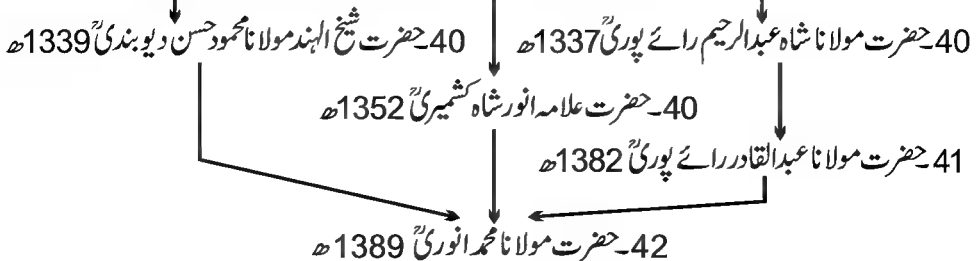 40۔حضرت مولانا شاہ عبدالرحیم رائے پوریؒ 1337ھ
40۔حضرت شیخ الہند مولانا محمود حسن دیوبندیؒ 1339ھ
40۔حضرت علامہ انور شاہ کشمیریؒ 1352ھ
41۔حضرت مولانا عبدالقادر رائے پوریؒ 1382ھ
42۔حضرت مولانا محمد انوریؒ 1389ھ